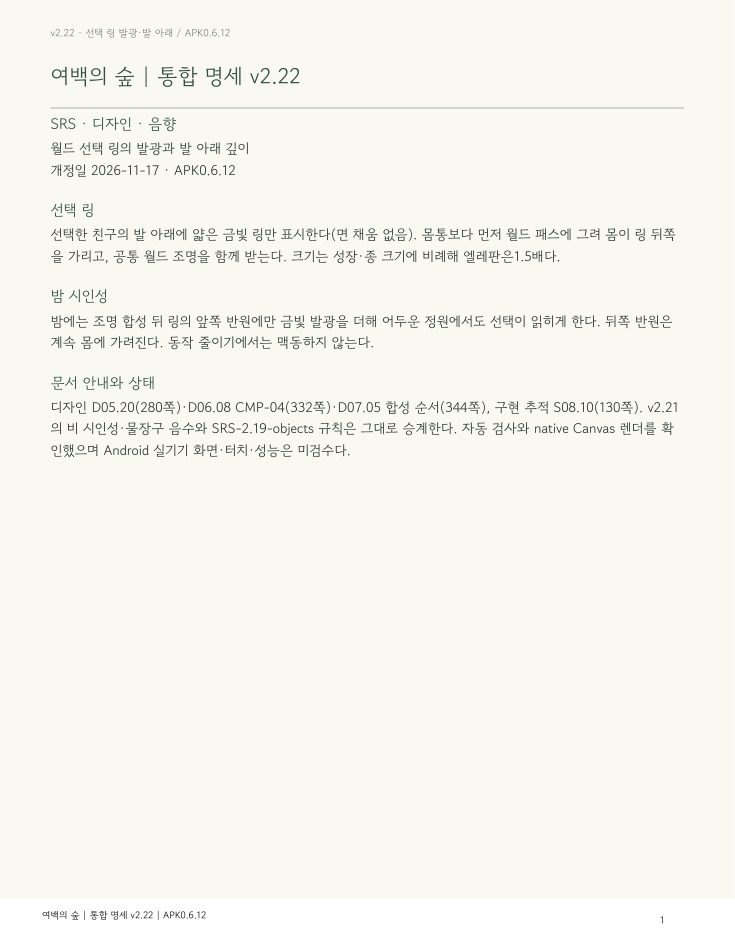 v2.22 · 선택 링 발광·발 아래 / APK0.6.12
여백의 숲 | 통합 명세 v2.22
SRS · 디자인 · 음향
월드 선택 링의 발광과 발 아래 깊이
개정일 2026-11-17 · APK0.6.12
선택 링
선택한 친구의 발 아래에 얇은 금빛 링만 표시한다(면 채움 없음). 몸통보다 먼저 월드 패스에 그려 몸이 링 뒤쪽
을 가리고, 공통 월드 조명을 함께 받는다. 크기는 성장·종 크기에 비례해 엘레판은1.5배다.
밤 시인성
밤에는 조명 합성 뒤 링의 앞쪽 반원에만 금빛 발광을 더해 어두운 정원에서도 선택이 읽히게 한다. 뒤쪽 반원은
계속 몸에 가려진다. 동작 줄이기에서는 맥동하지 않는다.
문서 안내와 상태
디자인 D05.20(280쪽)·D06.08 CMP-04(332쪽)·D07.05 합성 순서(344쪽), 구현 추적 S08.10(130쪽). v2.21
의 비 시인성·물장구 음수와 SRS-2.19-objects 규칙은 그대로 승계한다. 자동 검사와 native Canvas 렌더를 확
인했으며 Android 실기기 화면·터치·성능은 미검수다.
여백의 숲 | 통합 명세 v2.22 | APK0.6.12
1